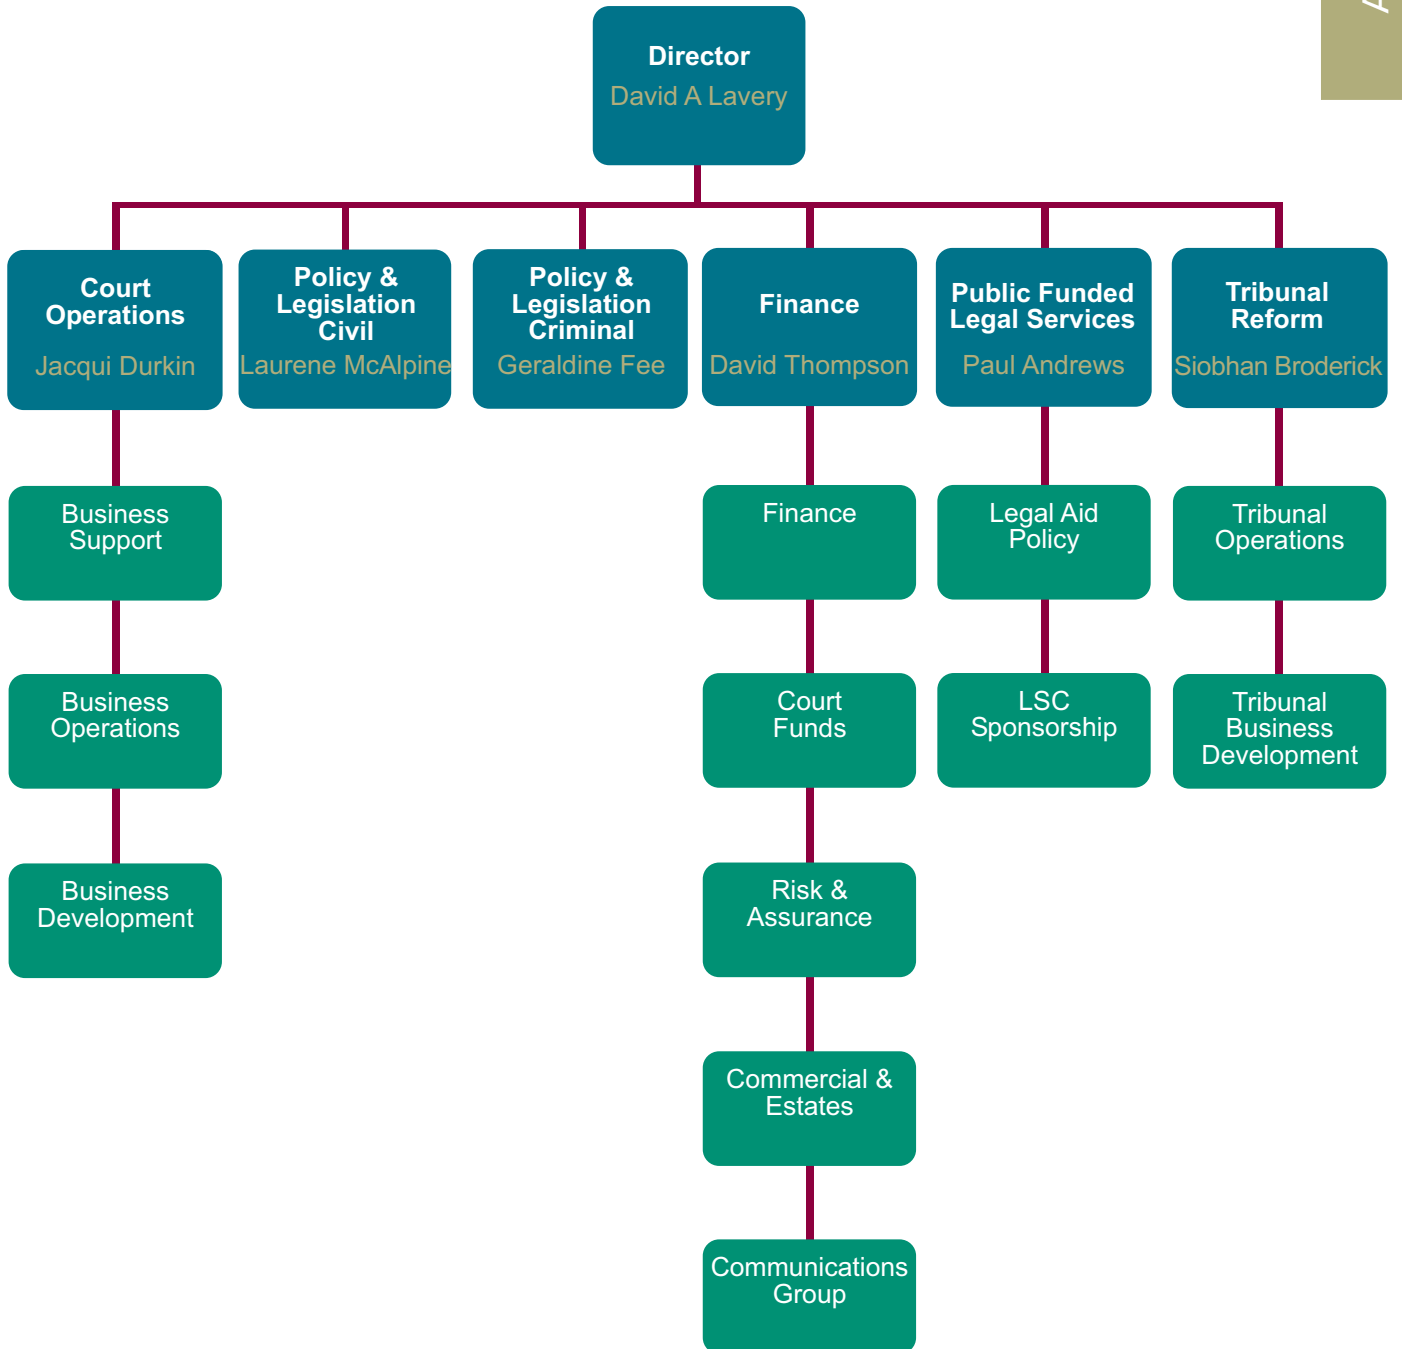 Director
David A Lavery
Court
Operations
Jacqui Durkin
Policy &
Legislation
Civil
Laurene McAlpine
Policy &
Legislation
Criminal
Geraldine Fee
Finance
David Thompson
Public Funded
Legal Services
Paul Andrews
Tribunal
Reform
Siobhan Broderick
Business
Support
Business
Operations
Business
Development
Finance
Court
Funds
Risk &
Assurance
Commercial &
Estates
Communications
Group
Legal Aid
Policy
LSC
Sponsorship
Tribunal
Operations
Tribunal
Business
Development